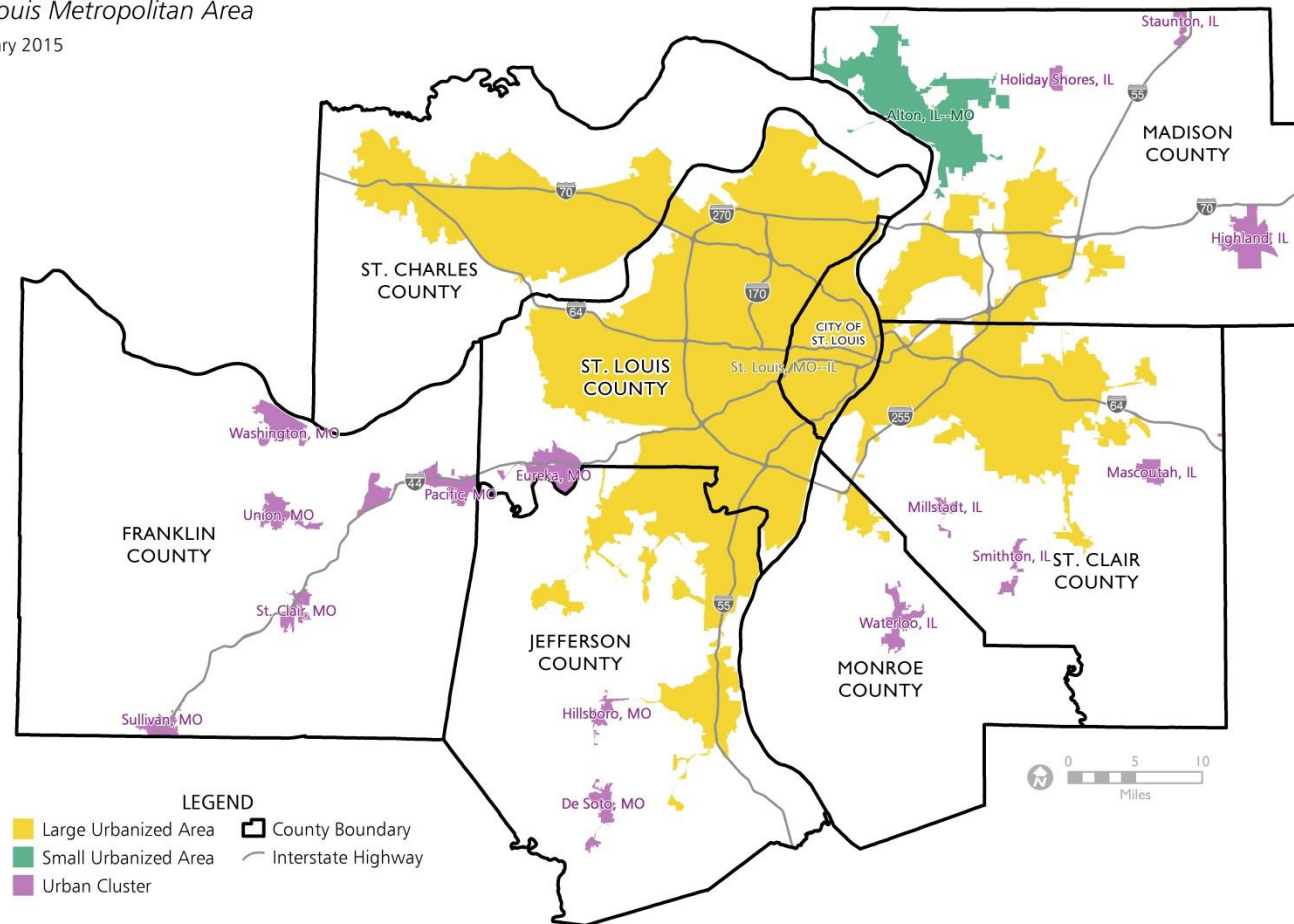 ouis Metropolitan Area
ary 2015
Staunton, IL
Holiday Shores, IL
55
Alton, IL--MO
MADISON
COUNTY
70
270
70
Highland, IL
ST. CHARLES
COUNTY
170
64
CITY OF
ST. LOUIS
ST. LOUIS
COUNTY
St. Louis, MO--IL
64
255
Washington, MO
Eureka, MO
Mascoutah, IL
44
Pacific, MO
Union, MO
Millstadt, IL
FRANKLIN
COUNTY
Smithton, IL
ST. CLAIR
COUNTY
St. Clair, MO
55
Waterloo, IL
JEFFERSON
COUNTY
MONROE
COUNTY
Hillsboro, MO
Sullivan, MO
N
0 5 10
Miles
De Soto, MO
LEGEND
Large Urbanized Area
County Boundary
Small Urbanized Area
Interstate Highway
Urban Cluster